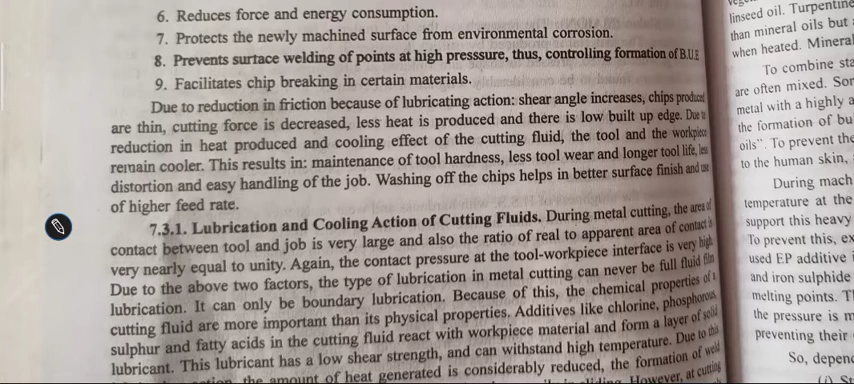 6. Reduces force and energy consumption.
7. Protects the newly machined surface from environmental corrosion.
8. Prevents surtace welding of points at high presssure, thus, controlling formation of B.U.E
9. Facilitates chip breaking in certain materials.
Due to reduction in friction because of lubricating action: shear angle increases, chips produced
are thin, cutting force is decreased, less heat is produced and there is low built up edge. Due to
reduction in heat produced and cooling effect of the cutting fluid, the tool and the workpiece
remain cooler. This results in: maintenance of tool hardness, less tool wear and longer tool life, less
distortion and easy handling of the job. Washing off the chips helps in better surface finish and use
of higher feed rate.
7.3.1. Lubrication and Cooling Action of Cutting Fluids. During metal cutting, the area of
contact between tool and job is very large and also the ratio of real to apparent area of contact is
very nearly equal to unity. Again, the contact pressure at the tool-workpiece interface is very high.
Due to the above two factors, the type of lubrication in metal cutting can never be full fluid film
lubrication. It can only be boundary lubrication. Because of this, the chemical properties of
cutting fluid are more important than its physical properties. Additives like chlorine, phosphorous,
sulphur and fatty acids in the cutting fluid react with workpiece material and form a layer of solid
lubricant. This lubricant has a low shear strength, and can withstand high temperature. Due to this
the amount of heat generated is considerably reduced, the formation of weld
However, at cutting
linseed oil. Turpentine
than mineral oils but
when heated. Mineral
To combine sta
are often mixed. Som
metal with a highly a
the formation of bu
oils". To prevent the
to the human skin,
During mach
temperature at the
support this heavy
To prevent this, ex
used EP additive i
and iron sulphide
melting points. Th
the pressure is m
preventing their
So, depend